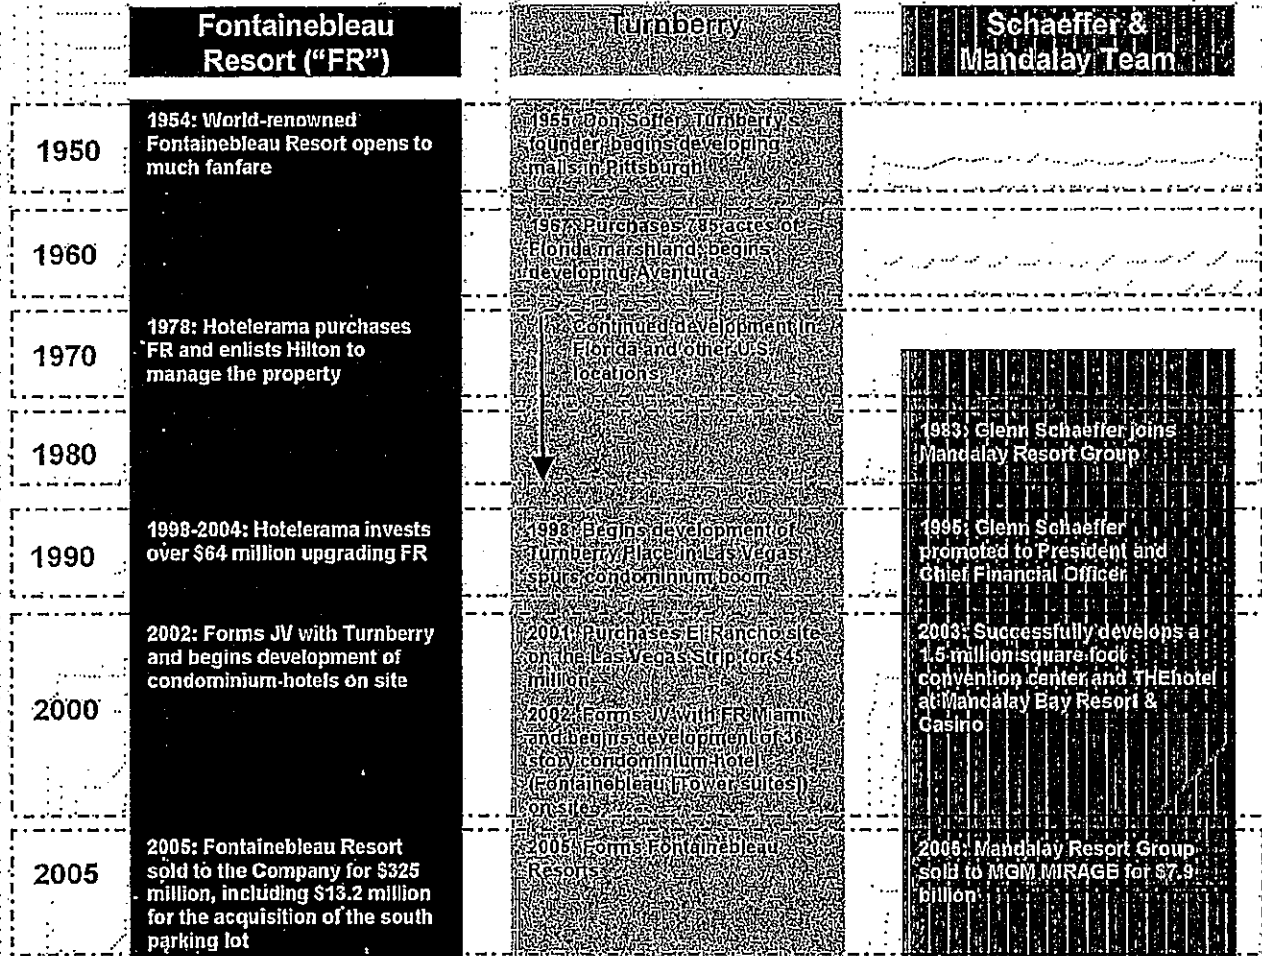 Fontainebleau
Resort ("FR")
Turnberry
Schaeffer &
Mandalay Team
1950
1954: World-renowned
Fontainebleau Resort opens to
much fanfare
1955: Don Soffer, Turnberry's
founder, begins developing
malls in Pittsburgh
1960
1967: Purchases 785 acres of
Florida marshland, begins
developing Aventura
1970
1978: Hotelerama purchases
FR and enlists Hilton to
manage the property
Continued development in
Florida and other U.S.
locations
1980
1983: Glenn Schaeffer joins
Mandalay Resort Group
1990
1998-2004: Hotelerama invests
over $64 million upgrading FR
1998: Begins development of
Turnberry Place in Las Vegas,
spurs condominium boom
1995: Glenn Schaeffer
promoted to President and
Chief Financial Officer
2000
2002: Forms JV with Turnberry
and begins development of
condominium-hotels on site
2001: Purchases El Rancho site
on the Las Vegas Strip for $45
million
2002: Forms JV with FR Miami
and begins development of 36
story condominium-hotel
(Fontainebleau [Tower suites])
on site
2003: Successfully develops a
1.5 million square foot
convention center and THEhotel
at Mandalay Bay Resort &
Casino
2005
2005: Fontainebleau Resort
sold to the Company for $325
million, including $13.2 million
for the acquisition of the south
parking lot
2005: Forms Fontainebleau
Resorts
2005: Mandalay Resort Group
sold to MGM MIRAGE for $7.9
billion